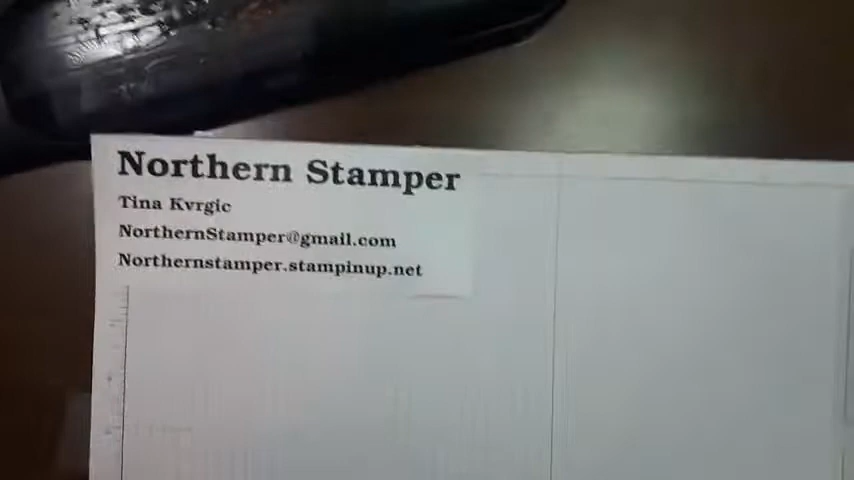 Northern Stamper
Tina Kvrgic
NorthernStamper@gmail.com
Northernstamper.stampinup.net